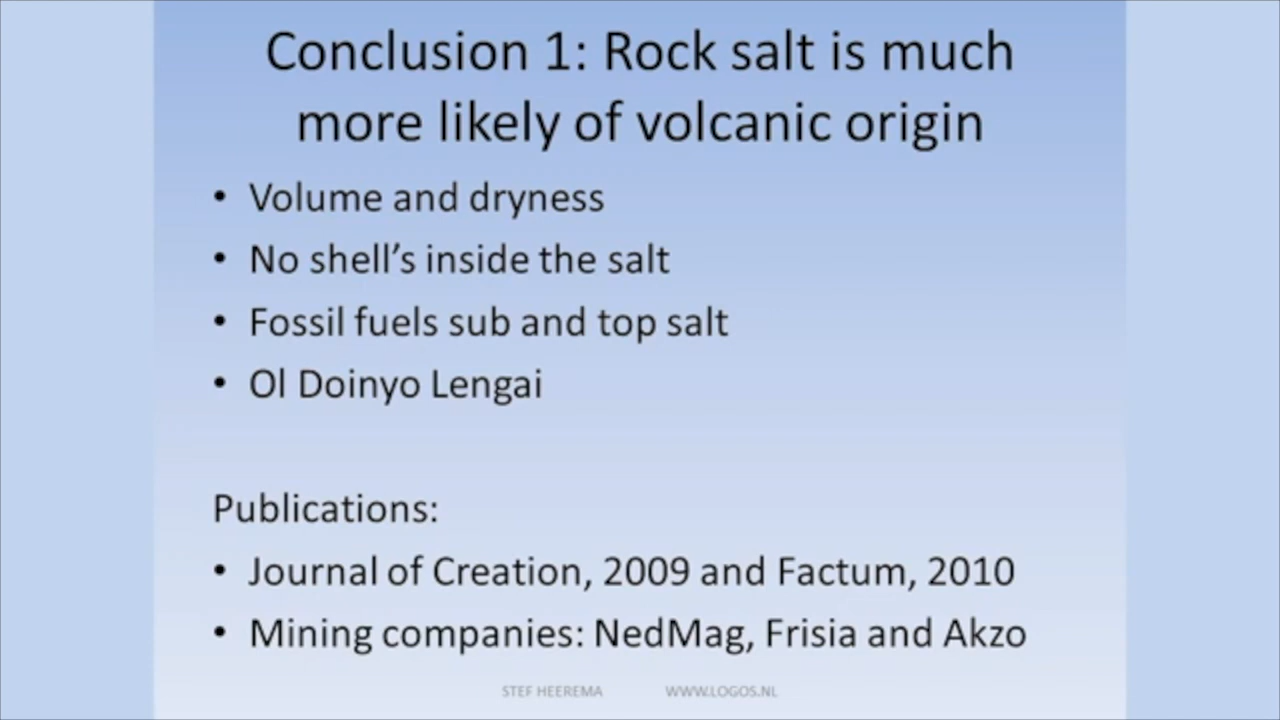 Conclusion 1: Rock salt is much
more likely of volcanic origin
• Volume and dryness
• No shell’s inside the salt
• Fossil fuels sub and top salt
• Ol Doinyo Lengai
Publications:
• Journal of Creation, 2009 and Factum, 2010
• Mining companies: NedMag, Frisia and Akzo
STEF HEEREMA WWW.LOGOS.NL